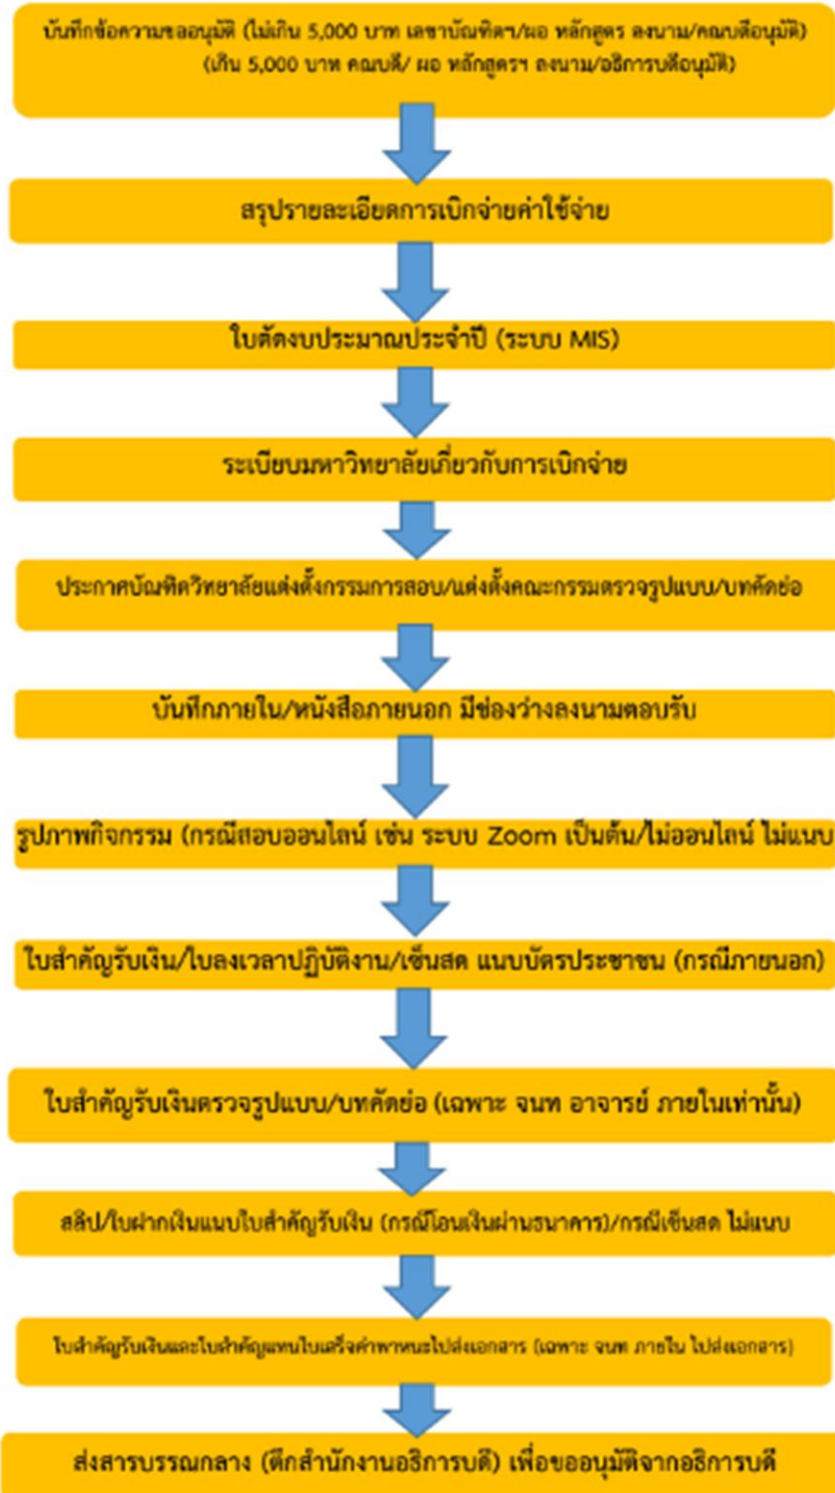 บันทึกข้อความขออนุมัติ (ไม่เกิน 5,000 บาท เลขาบัณฑิตฯ/ผอ หลักสูตร ลงนาม/คณบดีอนุมัติ)
(เกิน 5,000 บาท คณบดี/ ผอ หลักสูตรฯ ลงนาม/อธิการบดีอนุมัติ)
สรุปรายละเอียดการเบิกจ่ายค่าใช้จ่าย
ใบตัดงบประมาณประจำปี (ระบบ MIS)
ระเบียบมหาวิทยาลัยเกี่ยวกับการเบิกจ่าย
ประกาศบัณฑิตวิทยาลัยแต่งตั้งกรรมการสอบ/แต่งตั้งคณะกรรมตรวจรูปแบบ/บทคัดย่อ
บันทึกภายใน/หนังสือภายนอก มีช่องว่างลงนามตอบรับ
รูปภาพกิจกรรม (กรณีสอบออนไลน์ เช่น ระบบ Zoom เป็นต้น/ไม่ออนไลน์ ไม่แนบ
ใบสำคัญรับเงิน/ใบลงเวลาปฏิบัติงาน/เซ็นสด แนบบัตรประชาชน (กรณีภายนอก)
ใบสำคัญรับเงินตรวจรูปแบบ/บทคัดย่อ (เฉพาะ จนท อาจารย์ ภายในเท่านั้น)
สลิป/ใบฝากเงินแนบใบสำคัญรับเงิน (กรณีโอนเงินผ่านธนาคาร)/กรณีเซ็นสด ไม่แนบ
ใบสำคัญรับเงินและใบสำคัญแทนใบเสร็จค่าพาหนะไปส่งเอกสาร (เฉพาะ จนท ภายใน ไปส่งเอกสาร)
ส่งสารบรรณกลาง (ตึกสำนักงานอธิการบดี) เพื่อขออนุมัติจากอธิการบดี